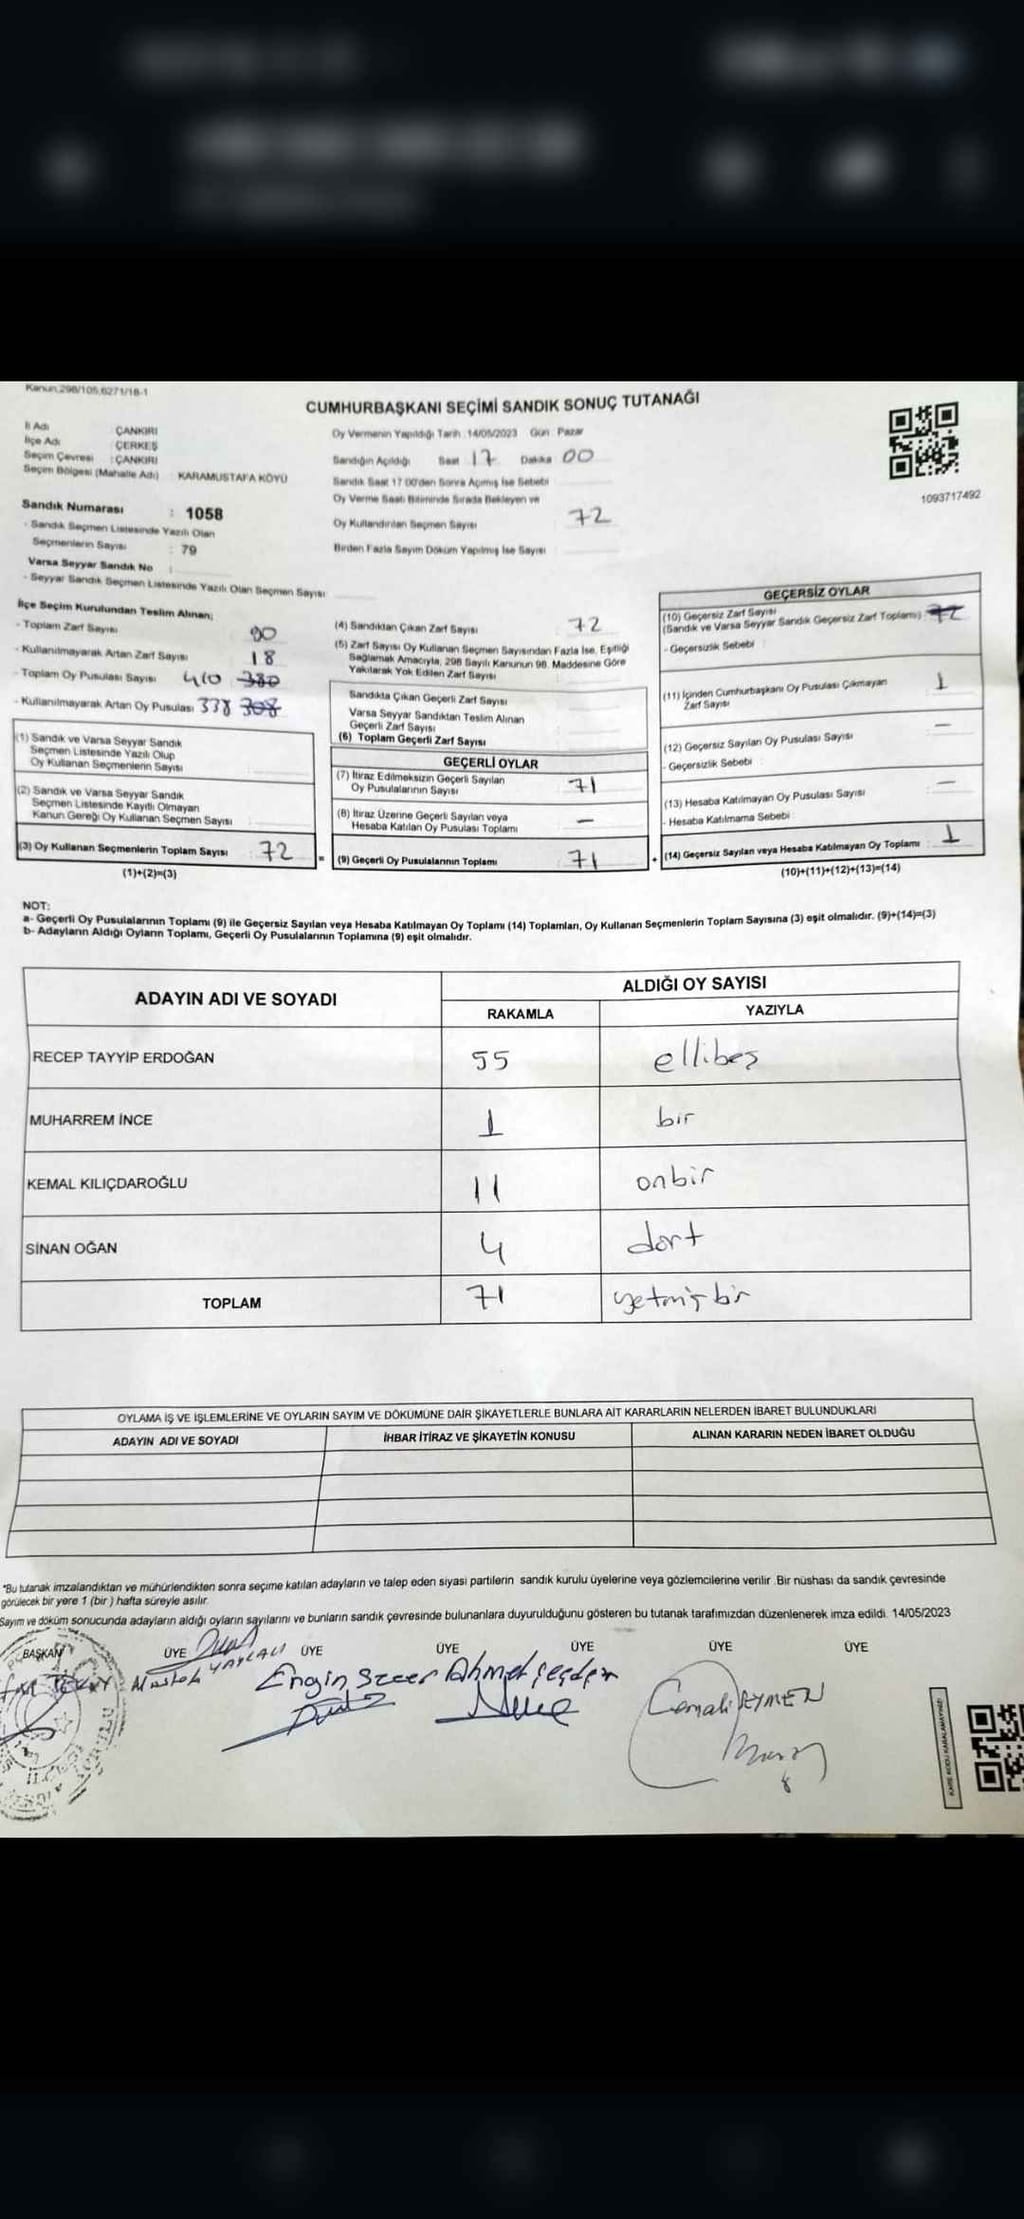 Kanun:298/105;6271/18-1
CUMHURBAŞKANI SEÇİMİ SANDIK SONUÇ TUTANAĞI
İl Adı : ÇANKIRI
İlçe Adı : ÇERKEŞ
Seçim Çevresi : ÇANKIRI
Seçim Bölgesi (Mahalle Adı) : KARAMUSTAFA KÖYÜ
Sandık Numarası : 1058
- Sandık Seçmen Listesinde Yazılı Olan
Seçmenlerin Sayısı : 79
Varsa Seyyar Sandık No :
- Seyyar Sandık Seçmen Listesinde Yazılı Olan Seçmen Sayısı
Oy Vermenin Yapıldığı Tarih : 14/05/2023 Gün : Pazar
Sandığın Açıldığı Saat 17 Dakika 00
Sandık Saat 17:00'den Sonra Açılmış İse Sebebi
Oy Verme Saati Bitiminde Sırada Bekleyen ve
Oy Kullandırılan Seçmen Sayısı 72
Birden Fazla Sayım Döküm Yapılmış İse Sayısı
1093717492
İlçe Seçim Kurulundan Teslim Alınan;
- Toplam Zarf Sayısı 90
- Kullanılmayarak Artan Zarf Sayısı 18
- Toplam Oy Pusulası Sayısı 410 380
- Kullanılmayarak Artan Oy Pusulası 338 308
(1) Sandık ve Varsa Seyyar Sandık
Seçmen Listesinde Yazılı Olup
Oy Kullanan Seçmenlerin Sayısı
(2) Sandık ve Varsa Seyyar Sandık
Seçmen Listesinde Kayıtlı Olmayan
Kanun Gereği Oy Kullanan Seçmen Sayısı
(3) Oy Kullanan Seçmenlerin Toplam Sayısı : 72 =
(1)+(2)=(3)
(4) Sandıktan Çıkan Zarf Sayısı 72
(5) Zarf Sayısı Oy Kullanan Seçmen Sayısından Fazla İse, Eşitliği
Sağlamak Amacıyla, 298 Sayılı Kanunun 98. Maddesine Göre
Yakılarak Yok Edilen Zarf Sayısı
Sandıkta Çıkan Geçerli Zarf Sayısı
Varsa Seyyar Sandıktan Teslim Alınan
Geçerli Zarf Sayısı
(6) Toplam Geçerli Zarf Sayısı
GEÇERLİ OYLAR
(7) İtiraz Edilmeksizin Geçerli Sayılan
Oy Pusulalarının Sayısı 71
(8) İtiraz Üzerine Geçerli Sayılan veya
Hesaba Katılan Oy Pusulası Toplamı —
(9) Geçerli Oy Pusulalarının Toplamı 71 +
GEÇERSİZ OYLAR
(10) Geçersiz Zarf Sayısı
(Sandık ve Varsa Seyyar Sandık Geçersiz Zarf Toplamı) : 72
- Geçersizlik Sebebi :
(11) İçinden Cumhurbaşkanı Oy Pusulası Çıkmayan
Zarf Sayısı 1
(12) Geçersiz Sayılan Oy Pusulası Sayısı —
- Geçersizlik Sebebi :
(13) Hesaba Katılmayan Oy Pusulası Sayısı —
- Hesaba Katılmama Sebebi :
(14) Geçersiz Sayılan veya Hesaba Katılmayan Oy Toplamı : 1
(10)+(11)+(12)+(13)=(14)
NOT:
a- Geçerli Oy Pusulalarının Toplamı (9) ile Geçersiz Sayılan veya Hesaba Katılmayan Oy Toplamı (14) Toplamları, Oy Kullanan Seçmenlerin Toplam Sayısına (3) eşit olmalıdır. (9)+(14)=(3)
b- Adayların Aldığı Oyların Toplamı, Geçerli Oy Pusulalarının Toplamına (9) eşit olmalıdır.
ADAYIN ADI VE SOYADI
ALDIĞI OY SAYISI
RAKAMLA YAZIYLA
RECEP TAYYİP ERDOĞAN 55 ellibeş
MUHARREM İNCE 1 bir
KEMAL KILIÇDAROĞLU 11 onbir
SİNAN OĞAN 4 dört
TOPLAM 71 yetmişbir
OYLAMA İŞ VE İŞLEMLERİNE VE OYLARIN SAYIM VE DÖKÜMÜNE DAİR ŞİKAYETLERLE BUNLARA AİT KARARLARIN NELERDEN İBARET BULUNDUKLARI
ADAYIN ADI VE SOYADI İHBAR İTİRAZ VE ŞİKAYETİN KONUSU ALINAN KARARIN NEDEN İBARET OLDUĞU
*Bu tutanak imzalandıktan ve mühürlendikten sonra seçime katılan adayların ve talep eden siyasi partilerin sandık kurulu üyelerine veya gözlemcilerine verilir. Bir nüshası da sandık çevresinde
görülecek bir yere 1 (bir) hafta süreyle asılır.
Sayım ve döküm sonucunda adayların aldığı oyların sayılarını ve bunların sandık çevresinde bulunanlara duyurulduğunu gösteren bu tutanak tarafımızdan düzenlenerek imza edildi. 14/05/2023
BAŞKAN ÜYE ÜYE ÜYE ÜYE ÜYE ÜYE
YAYLALI
Engin Ahmet
Cemali
KARE KODU KARALAMAYINIZ